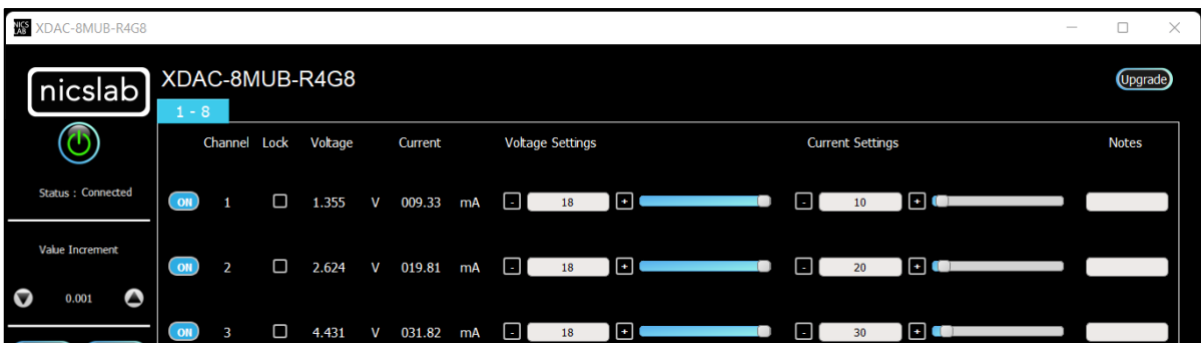 NICS LAB XDAC-8MUB-R4G8
nicslab
XDAC-8MUB-R4G8
Upgrade
1 - 8
Channel Lock Voltage Current Voltage Settings Current Settings Notes
Status : Connected
ON 1 1.355 V 009.33 mA - 18 + - 10 +
Value Increment
ON 2 2.624 V 019.81 mA - 18 + - 20 +
0.001
ON 3 4.431 V 031.82 mA - 18 + - 30 +